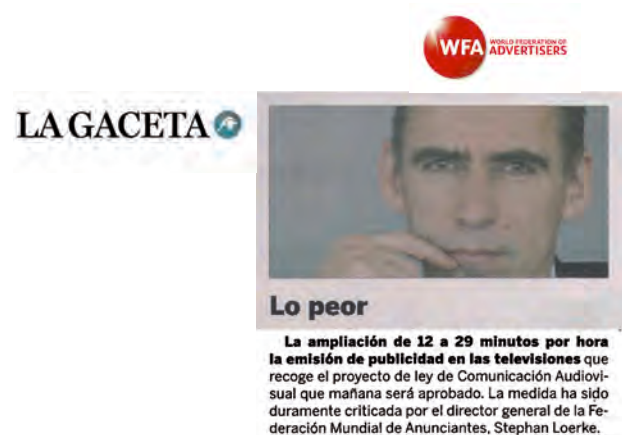 WFA WORLD FEDERATION OF
ADVERTISERS
LA GACETA
Lo peor
La ampliación de 12 a 29 minutos por hora
la emisión de publicidad en las televisiones que
recoge el proyecto de ley de Comunicación Audiovi-
sual que mañana será aprobado. La medida ha sido
duramente criticada por el director general de la Fe-
deración Mundial de Anunciantes, Stephan Loerke.